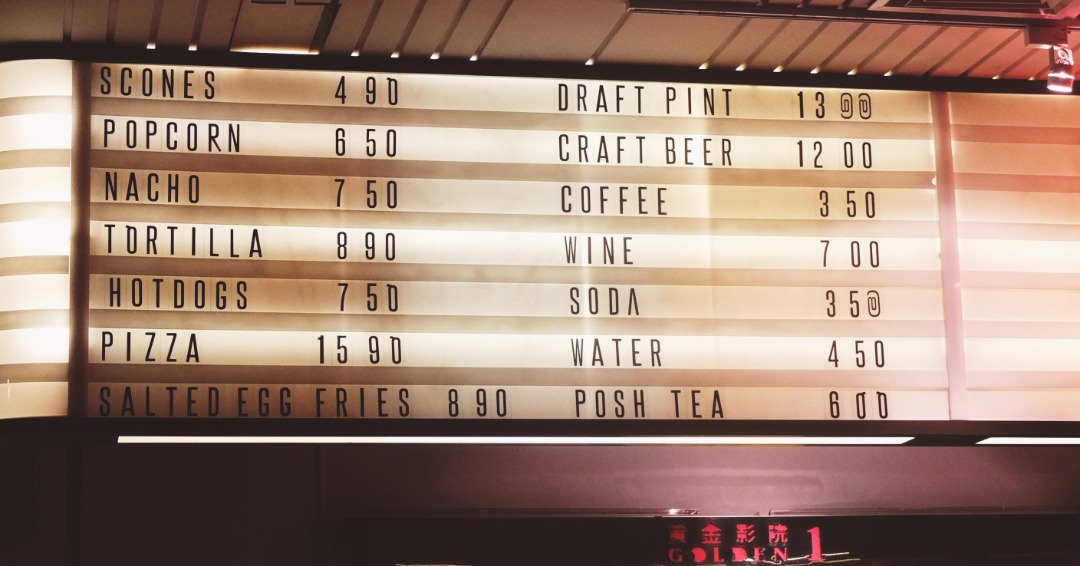 SCONES 4 90
POPCORN 6 50
NACHO 7 50
TORTILLA 8 90
HOTDOGS 7 50
PIZZA 15 90
SALTED EGG FRIES 8 90
DRAFT PINT 13 00
CRAFT BEER 12 00
COFFEE 3 50
WINE 7 00
SODA 3 50
WATER 4 50
POSH TEA 6 00
黃金影院 1
GOLDEN